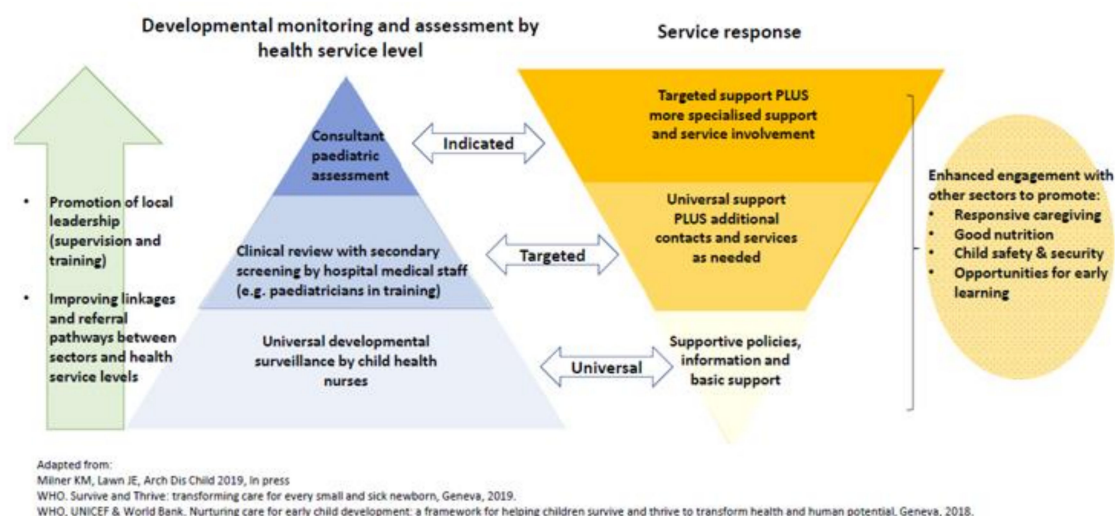 Developmental monitoring and assessment by
health service level
Service response
• Promotion of local
leadership
(supervision and
training)
• Improving linkages
and referral
pathways between
sectors and health
service levels
Consultant
paediatric
assessment
Clinical review with secondary
screening by hospital medical staff
(e.g. paediatricians in training)
Universal developmental
surveillance by child health
nurses
Indicated
Targeted
Universal
Targeted support PLUS
more specialised support
and service involvement
Universal support
PLUS additional
contacts and services
as needed
Supportive policies,
information and
basic support
Enhanced engagement with
other sectors to promote:
• Responsive caregiving
• Good nutrition
• Child safety & security
• Opportunities for early
learning
Adapted from:
Milner KM, Lawn JE, Arch Dis Child 2019, In press
WHO. Survive and Thrive: transforming care for every small and sick newborn, Geneva, 2019.
WHO, UNICEF & World Bank. Nurturing care for early child development: a framework for helping children survive and thrive to transform health and human potential. Geneva, 2018.